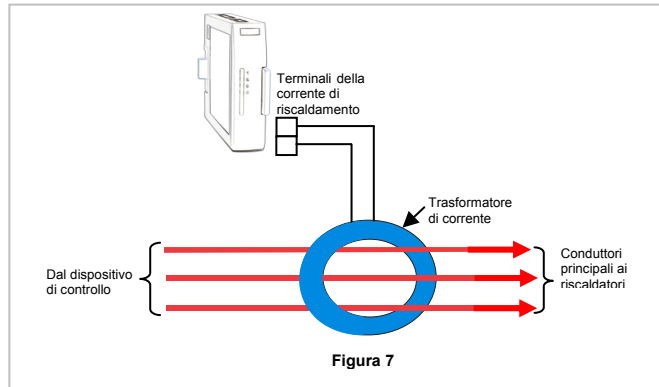 Terminali della
corrente di
riscaldamento
Trasformatore
di corrente
Dal dispositivo
di controllo
Conduttori
principali ai
riscaldatori
Figura 7